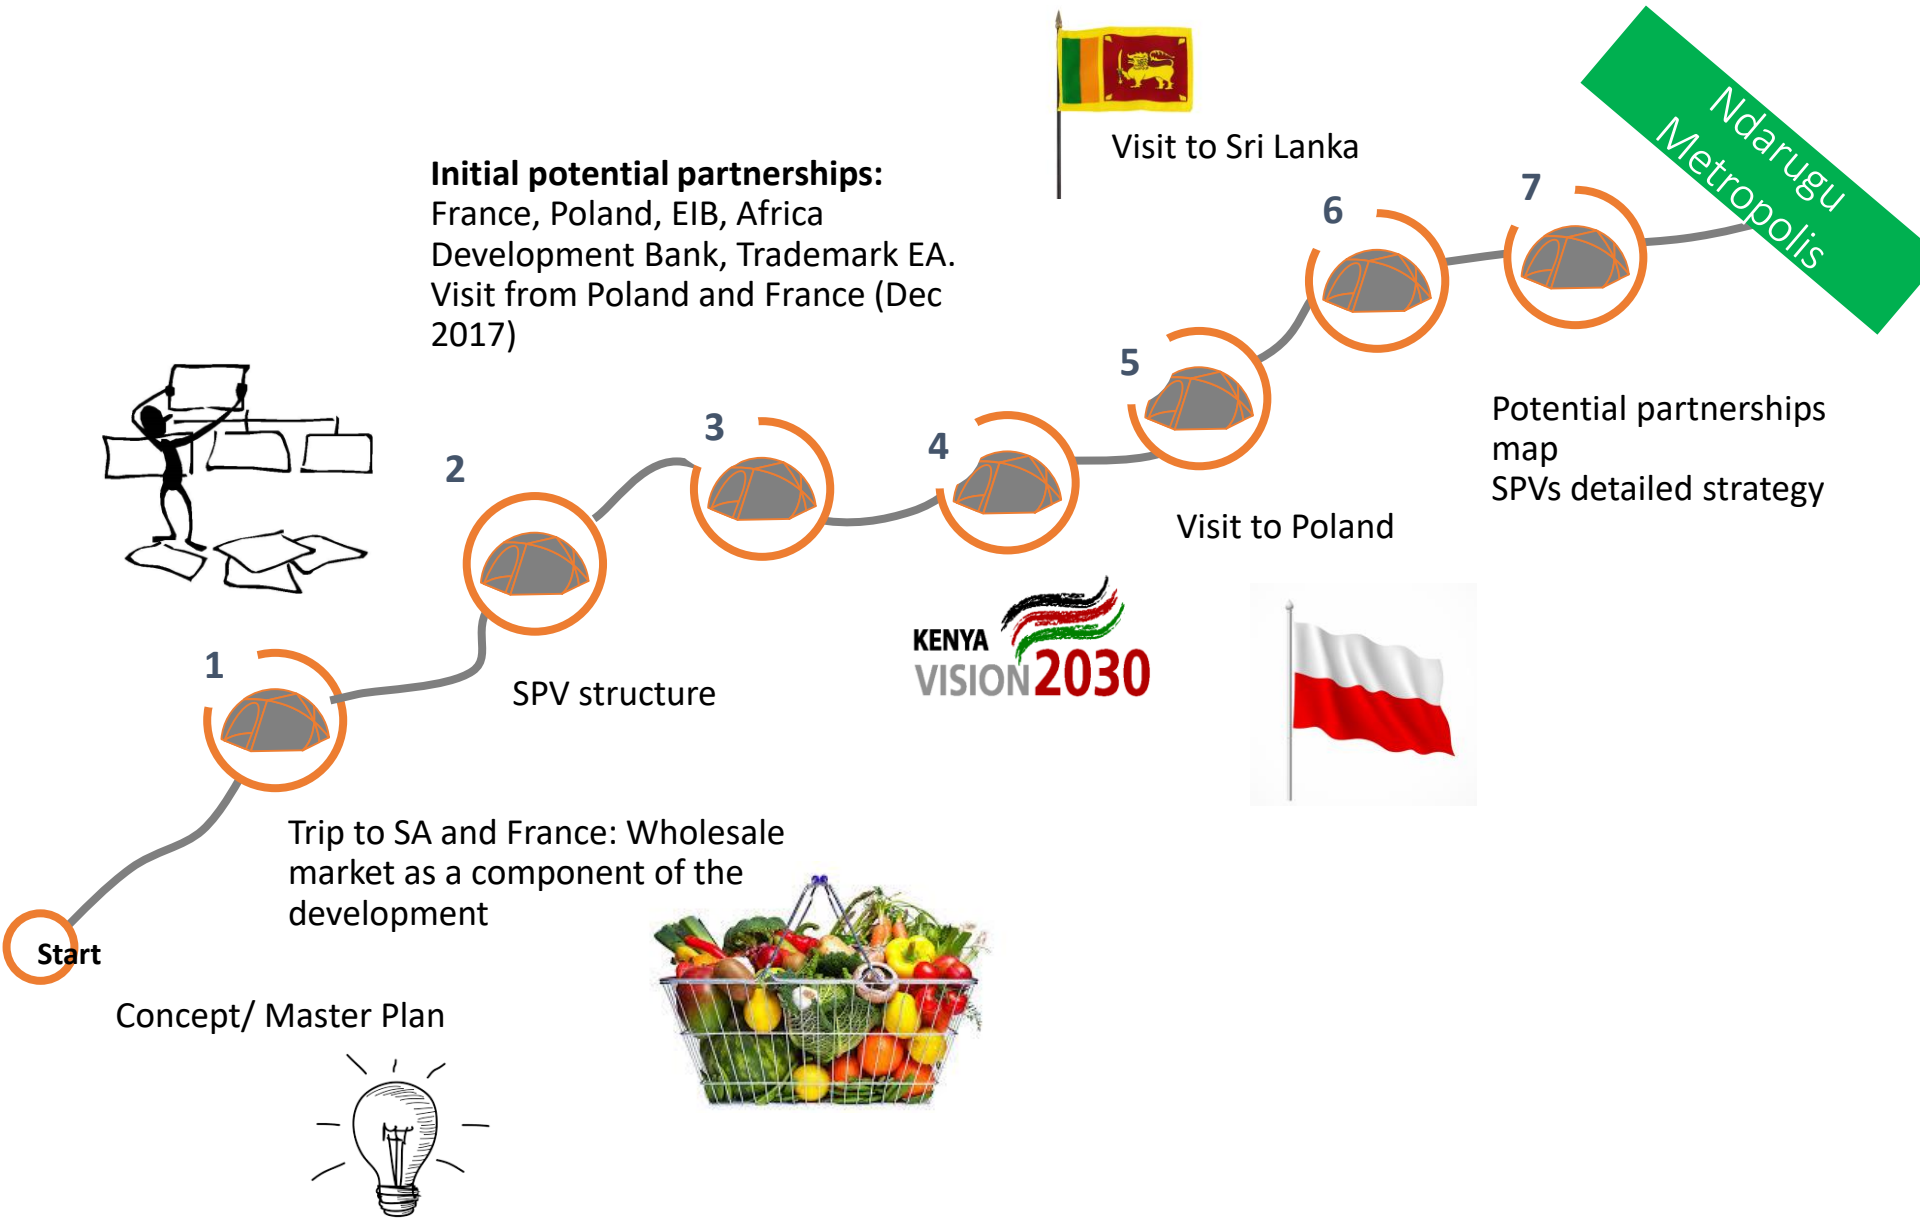 Visit to Sri Lanka
Ndarugu
Metropolis
Initial potential partnerships:
France, Poland, EIB, Africa
Development Bank, Trademark EA.
Visit from Poland and France (Dec
2017)
7
6
5
3
4
2
1
Potential partnerships
map
SPVs detailed strategy
Visit to Poland
KENYA
VISION 2030
SPV structure
Trip to SA and France: Wholesale
market as a component of the
development
Start
Concept/ Master Plan